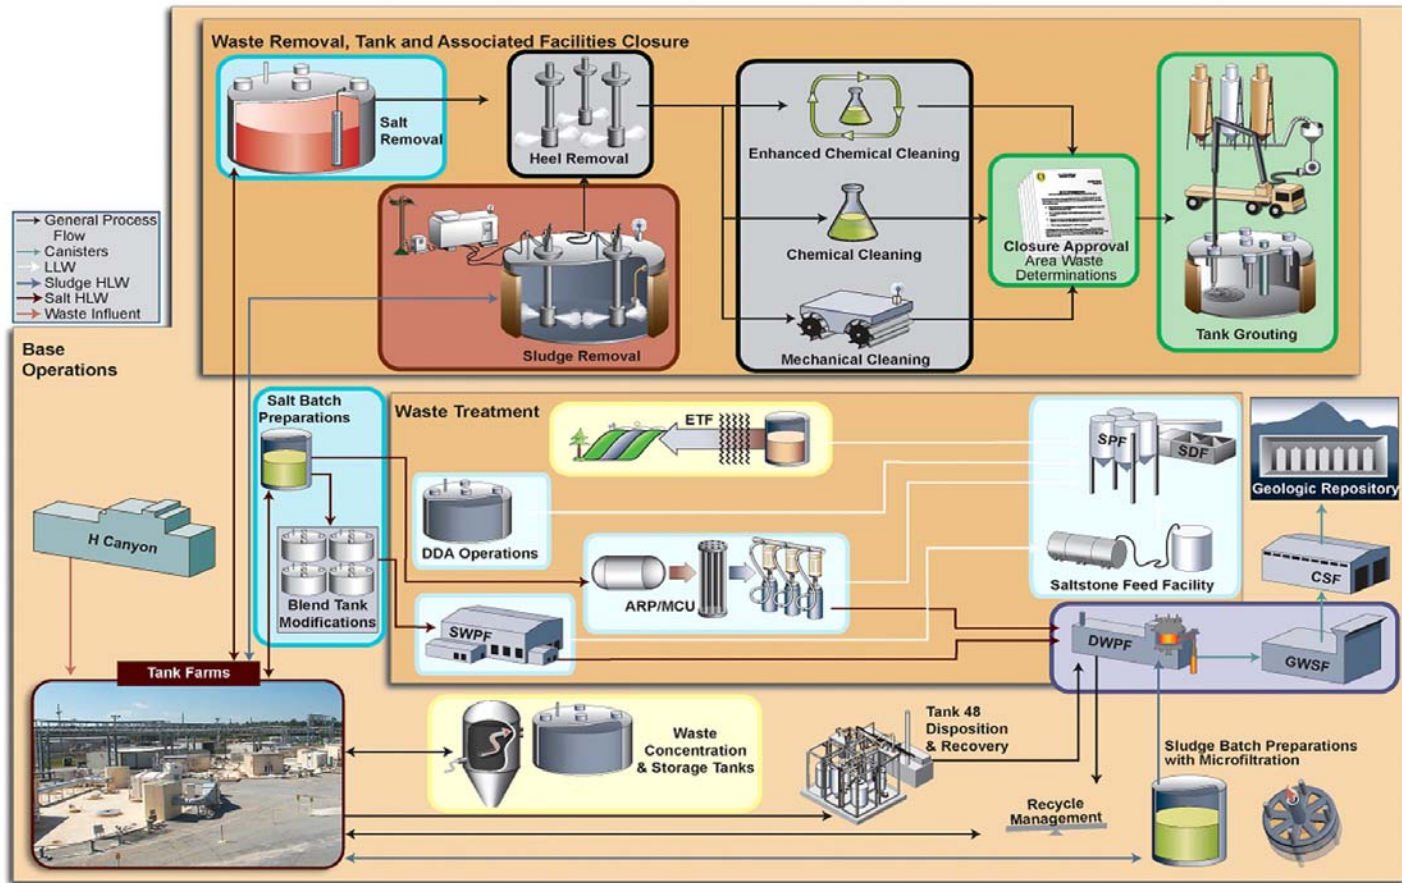 Waste Removal, Tank and Associated Facilities Closure
Salt
Removal
Heel Removal
Enhanced Chemical Cleaning
Chemical Cleaning
Mechanical Cleaning
Closure Approval
Area Waste
Determinations
Tank Grouting
Sludge Removal
General Process
Flow
Canisters
LLW
Sludge HLW
Salt HLW
Waste Influent
Base
Operations
Salt Batch
Preparations
Waste Treatment
ETF
SPF
SDF
Geologic Repository
H Canyon
DDA Operations
Blend Tank
Modifications
ARP/MCU
Saltstone Feed Facility
CSF
SWPF
DWPF
GWSF
Tank Farms
Waste
Concentration
& Storage Tanks
Tank 48
Disposition
& Recovery
Sludge Batch Preparations
with Microfiltration
Recycle
Management